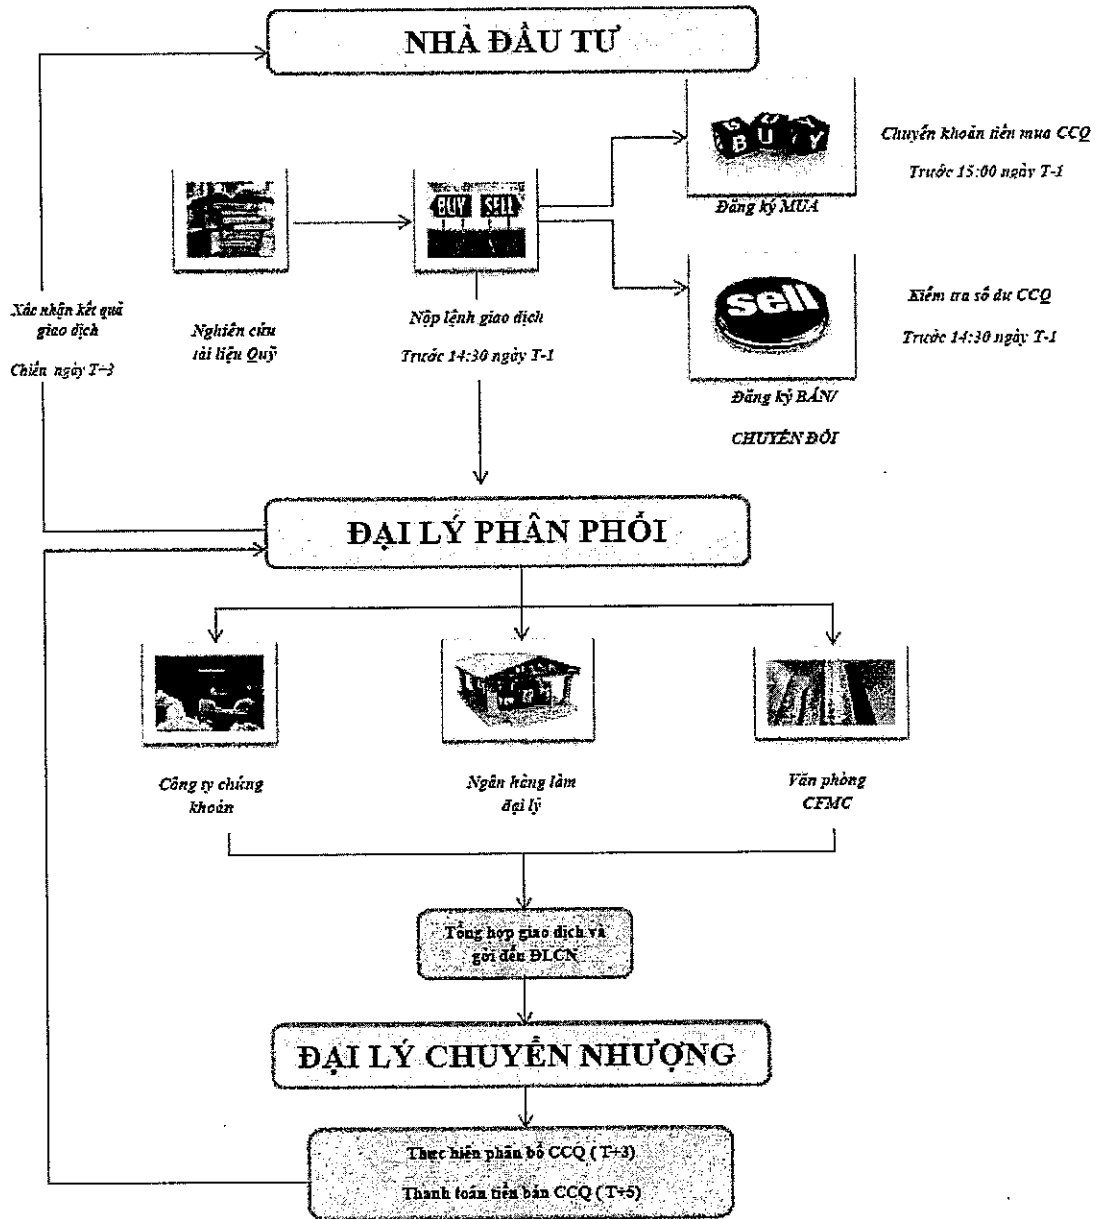 NHÀ ĐẦU TƯ
BUY
Chuyển khoản tiền mua CCQ
Trước 15:00 ngày T-1
Đăng ký MUA
BUY SELL
Xác nhận kết quả
giao dịch
Chiều ngày T+3
Nghiên cứu
tài liệu Quỹ
Nộp lệnh giao dịch
Trước 14:30 ngày T-1
sell
Kiểm tra số dư CCQ
Trước 14:30 ngày T-1
Đăng ký BÁN/
CHUYỂN ĐỔI
ĐẠI LÝ PHÂN PHỐI
Công ty chứng
khoán
Ngân hàng làm
đại lý
Văn phòng
CFMC
Tổng hợp giao dịch và
gởi đến ĐLCN
ĐẠI LÝ CHUYỂN NHƯỢNG
Thực hiện phân bổ CCQ ( T+3)
Thanh toán tiền bán CCQ ( T+5)